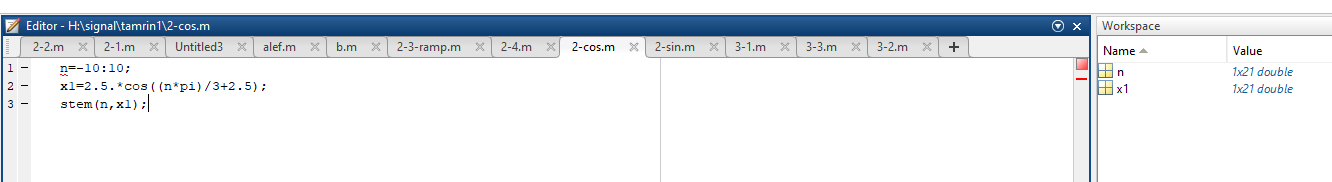 Editor - H:\signal\tamrin1\2-cos.m
Workspace
2-2.m 2-1.m Untitled3 alef.m b.m 2-3-ramp.m 2-4.m 2-cos.m 2-sin.m 3-1.m 3-3.m 3-2.m +
Name Value
1 - n=-10:10;
2 - x1=2.5.*cos((n*pi)/3+2.5);
3 - stem(n,x1);
n 1x21 double
x1 1x21 double